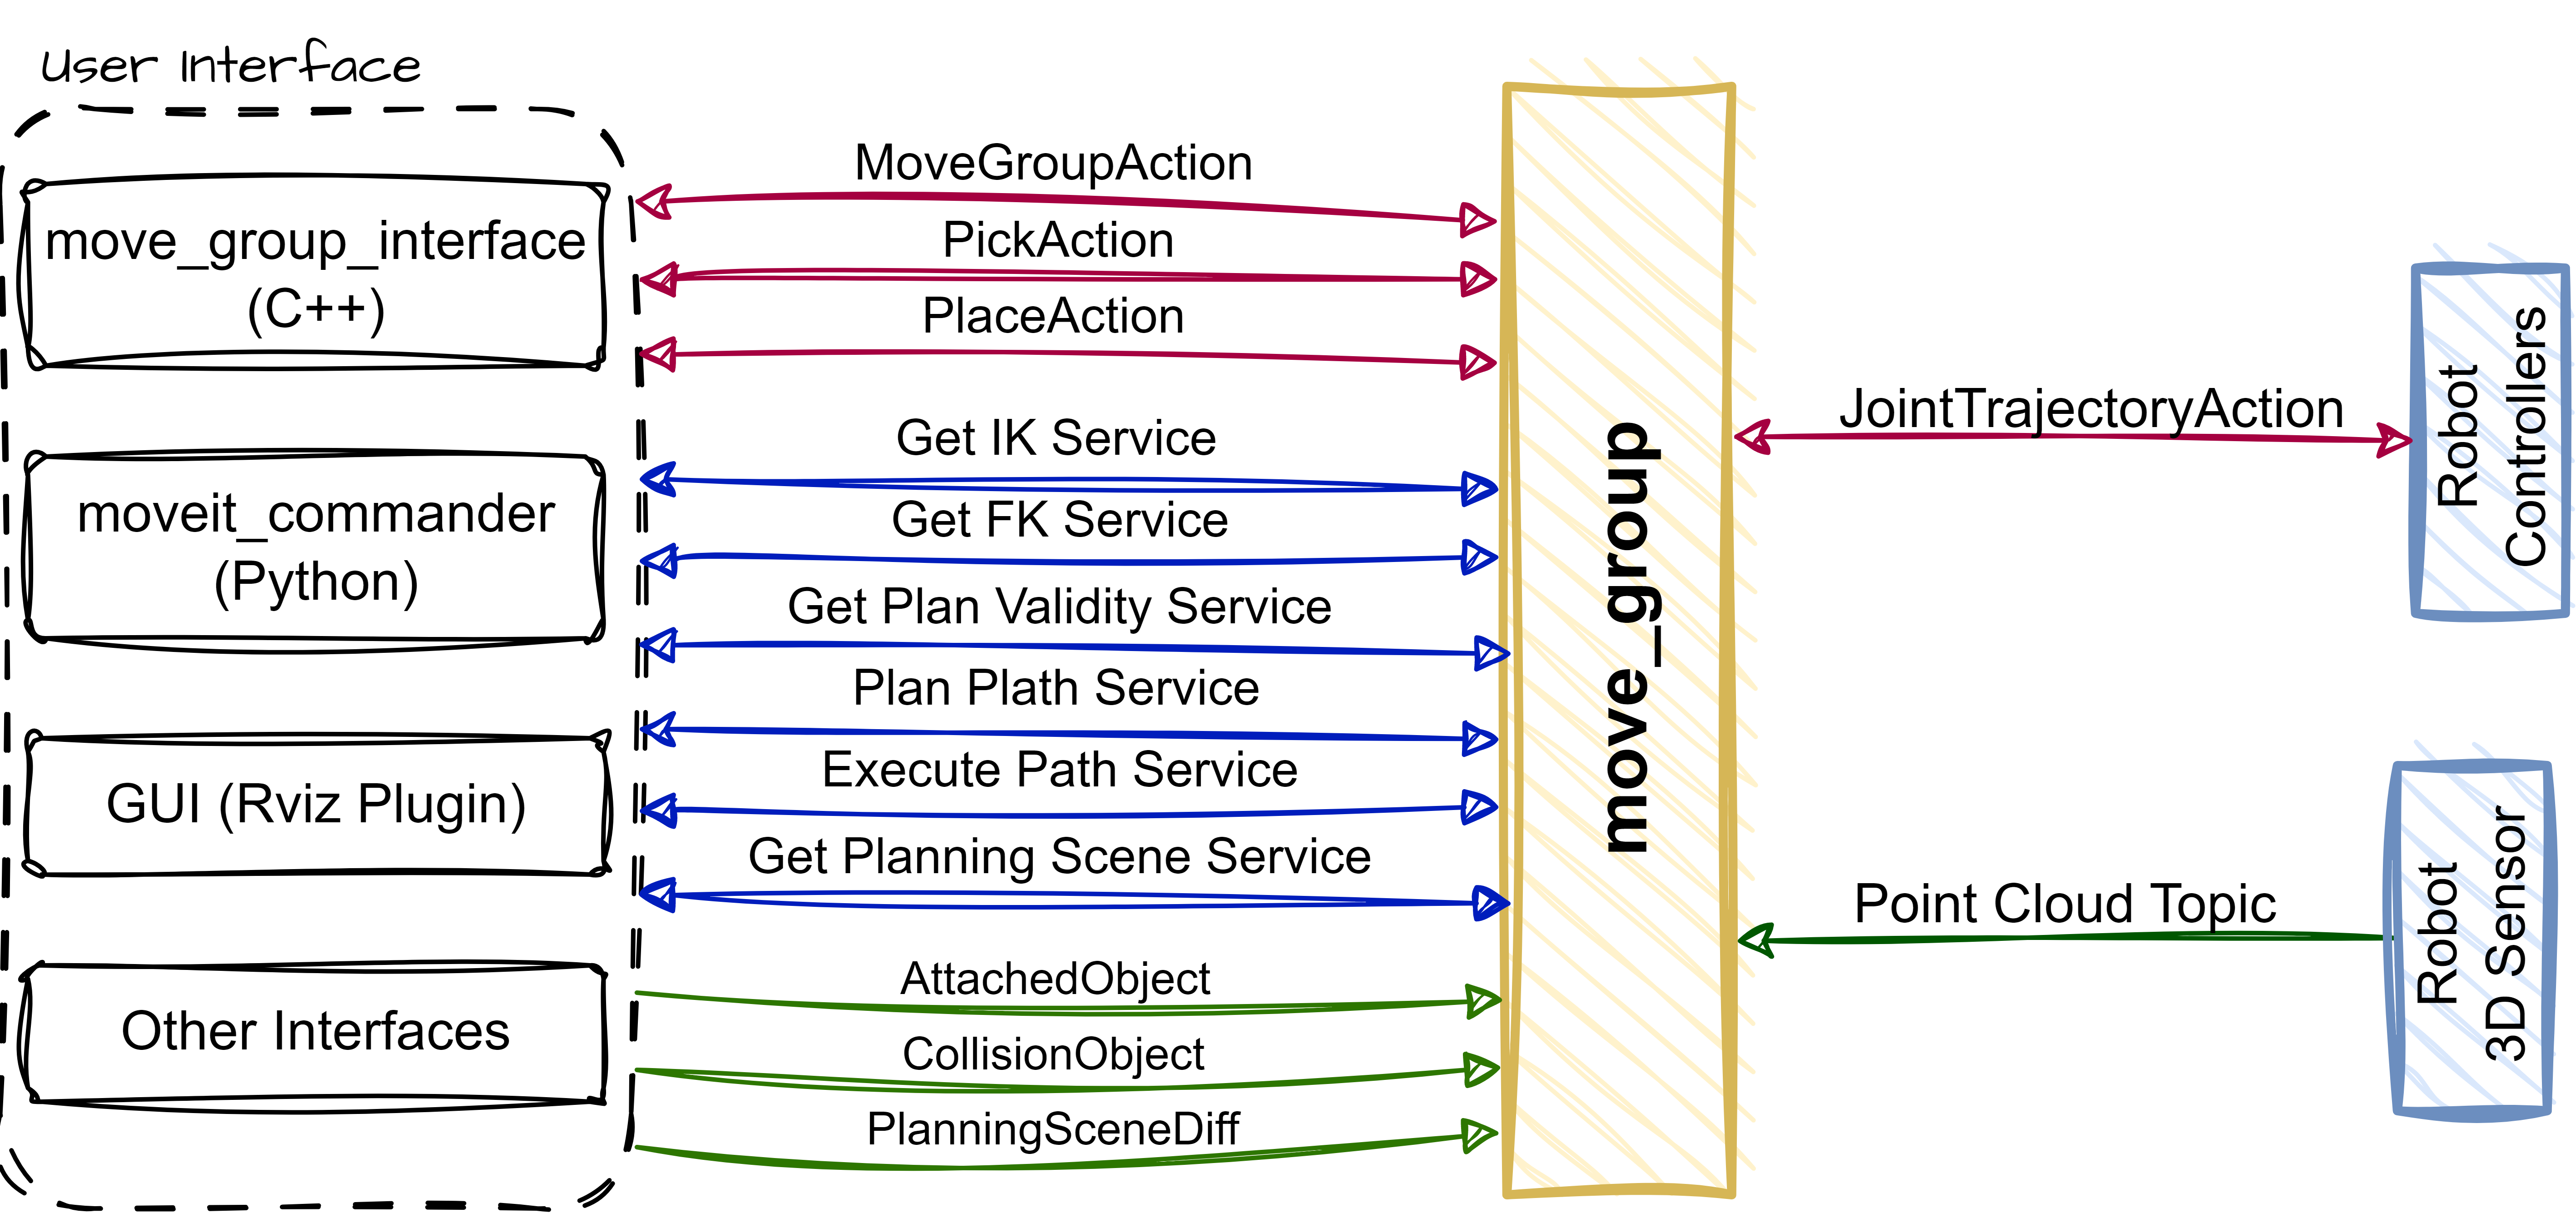 User Interface
move_group_interface
(C++)
moveit_commander
(Python)
GUI (Rviz Plugin)
Other Interfaces
MoveGroupAction
PickAction
PlaceAction
Get IK Service
Get FK Service
Get Plan Validity Service
Plan Plath Service
Execute Path Service
Get Planning Scene Service
AttachedObject
CollisionObject
PlanningSceneDiff
move_group
JointTrajectoryAction
Point Cloud Topic
Robot
Controllers
Robot
3D Sensor